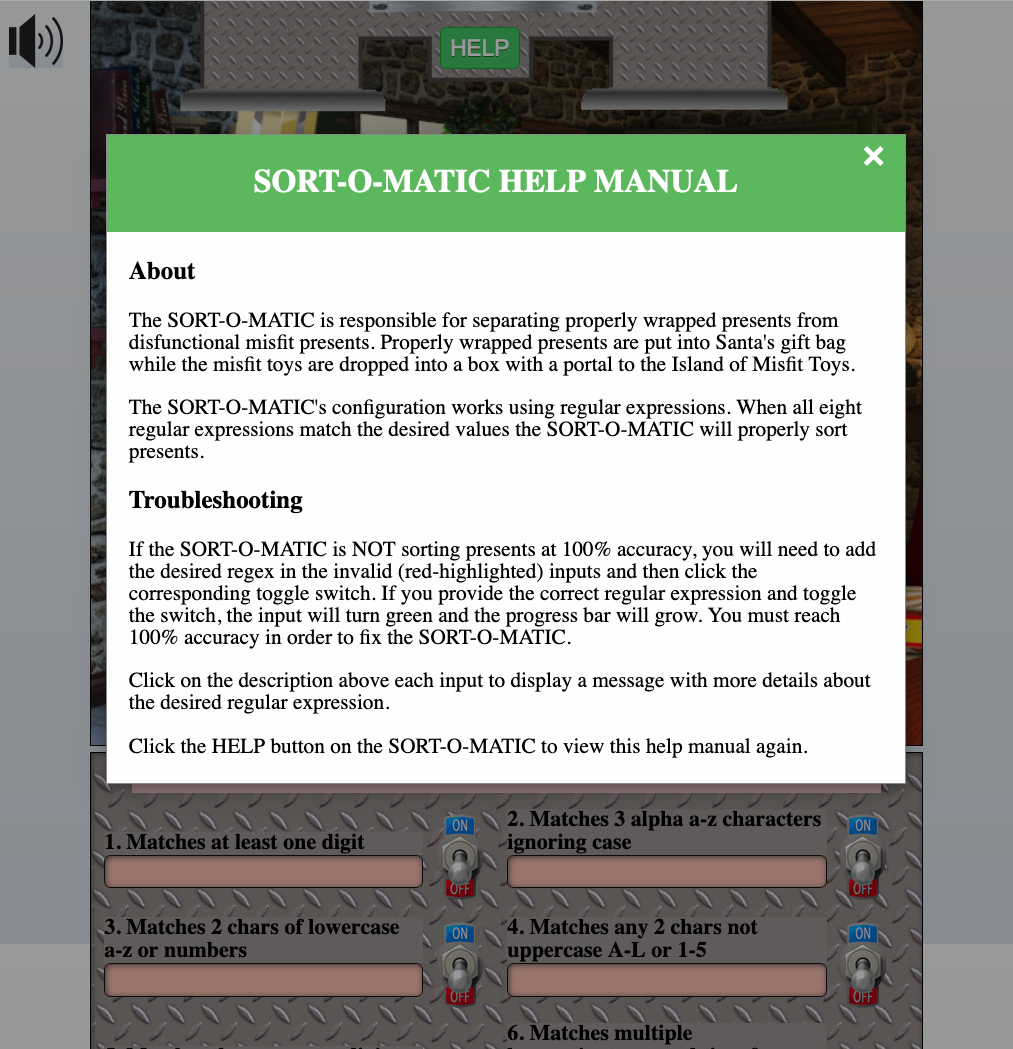 HELP
SORT-O-MATIC HELP MANUAL
×
About
The SORT-O-MATIC is responsible for separating properly wrapped presents from
disfunctional misfit presents. Properly wrapped presents are put into Santa's gift bag
while the misfit toys are dropped into a box with a portal to the Island of Misfit Toys.
The SORT-O-MATIC's configuration works using regular expressions. When all eight
regular expressions match the desired values the SORT-O-MATIC will properly sort
presents.
Troubleshooting
If the SORT-O-MATIC is NOT sorting presents at 100% accuracy, you will need to add
the desired regex in the invalid (red-highlighted) inputs and then click the
corresponding toggle switch. If you provide the correct regular expression and toggle
the switch, the input will turn green and the progress bar will grow. You must reach
100% accuracy in order to fix the SORT-O-MATIC.
Click on the description above each input to display a message with more details about
the desired regular expression.
Click the HELP button on the SORT-O-MATIC to view this help manual again.
1. Matches at least one digit
ON
OFF
2. Matches 3 alpha a-z characters
ignoring case
ON
OFF
3. Matches 2 chars of lowercase
a-z or numbers
ON
OFF
4. Matches any 2 chars not
uppercase A-L or 1-5
ON
OFF
6. Matches multiple